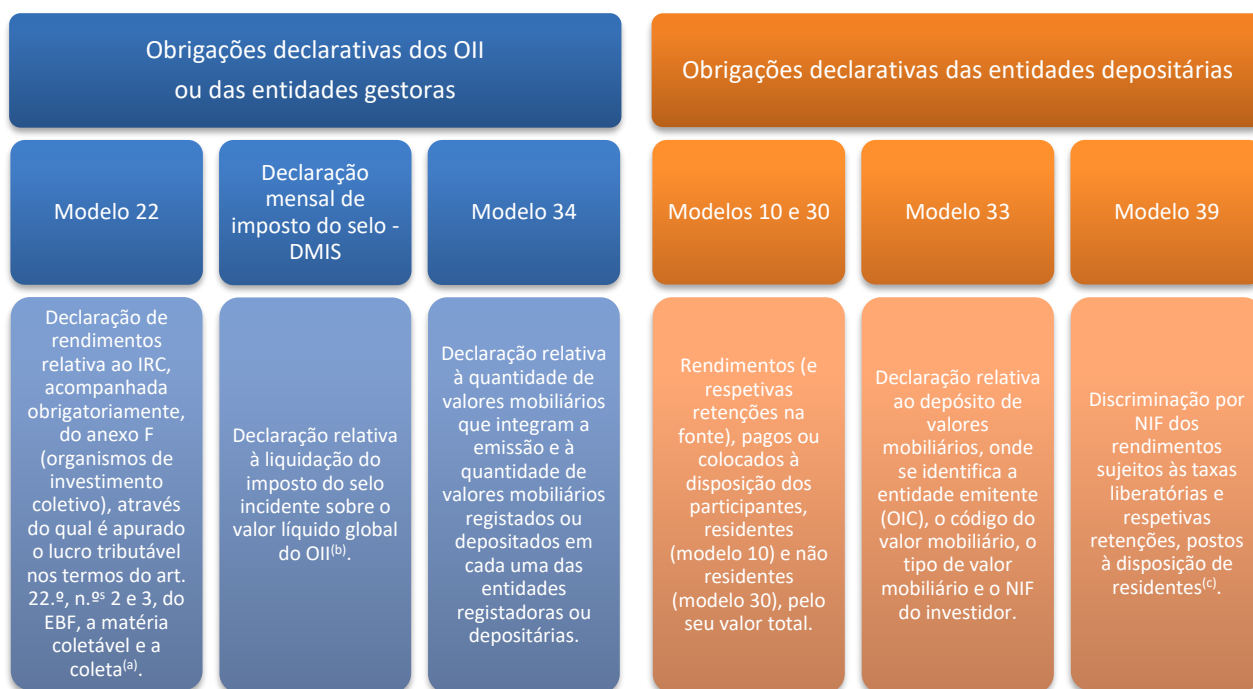 Obrigações declarativas dos OII
ou das entidades gestoras
Obrigações declarativas das entidades depositárias
Modelo 22
Declaração
mensal de
imposto do selo -
DMIS
Modelo 34
Modelos 10 e 30
Modelo 33
Modelo 39
Declaração de
rendimentos
relativa ao IRC,
acompanhada
obrigatoriamente,
do anexo F
(organismos de
investimento
coletivo), através
do qual é apurado
o lucro tributável
nos termos do art.
22.º, n.ºˢ 2 e 3, do
EBF, a matéria
coletável e a
coleta(a).
Declaração relativa
à liquidação do
imposto do selo
incidente sobre o
valor líquido global
do OII(b).
Declaração relativa
à quantidade de
valores mobiliários
que integram a
emissão e à
quantidade de
valores mobiliários
registados ou
depositados em
cada uma das
entidades
registadoras ou
depositárias.
Rendimentos (e
respetivas
retenções na
fonte), pagos ou
colocados à
disposição dos
participantes,
residentes
(modelo 10) e não
residentes
(modelo 30), pelo
seu valor total.
Declaração relativa
ao depósito de
valores
mobiliários, onde
se identifica a
entidade emitente
(OIC), o código do
valor mobiliário, o
tipo de valor
mobiliário e o NIF
do investidor.
Discriminação por
NIF dos
rendimentos
sujeitos às taxas
liberatórias e
respetivas
retenções, postos
à disposição de
residentes(c).